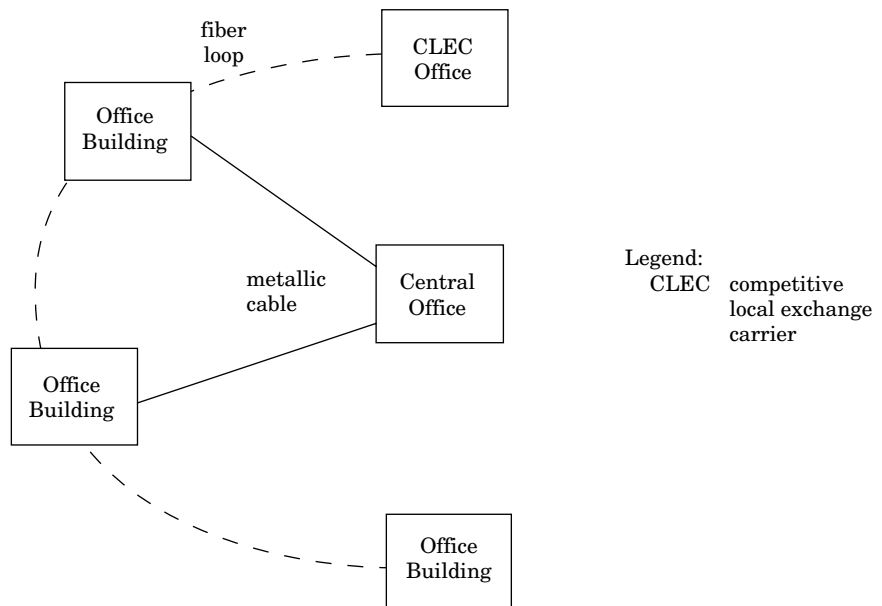 fiber
loop
CLEC
Office
Office
Building
metallic
cable
Central
Office
Legend:
CLEC competitive
local exchange
carrier
Office
Building
Office
Building